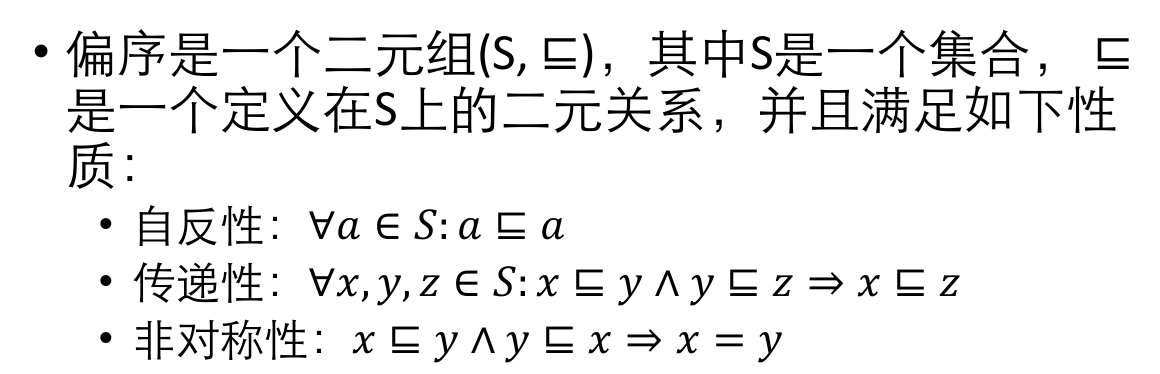 • 偏序是一个二元组(S, ⊑)，其中S是一个集合， ⊑
是一个定义在S上的二元关系，并且满足如下性
质：
• 自反性：∀a ∈ S: a ⊑ a
• 传递性：∀x, y, z ∈ S: x ⊑ y ∧ y ⊑ z ⇒ x ⊑ z
• 非对称性：x ⊑ y ∧ y ⊑ x ⇒ x = y